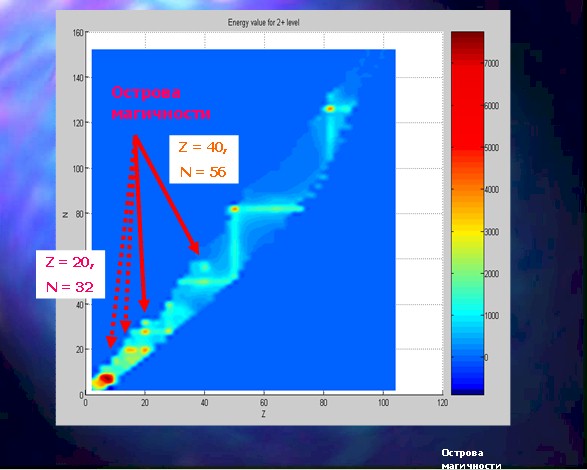 Energy value for 2+ level
160
140
120
100
80
60
40
20
0
N
0
20
40
60
80
100
120
Z
7000
6000
5000
4000
3000
2000
1000
0
Острова
магичности
Z = 40,
N = 56
Z = 20,
N = 32
Острова
магичности